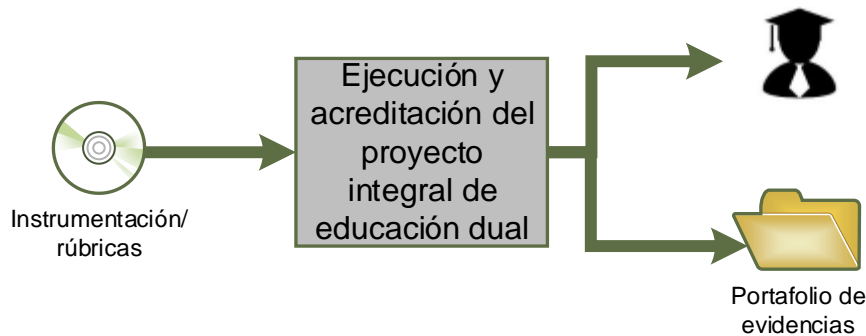 Instrumentación/
rúbricas
Ejecución y
acreditación del
proyecto
integral de
educación dual
Portafolio de
evidencias